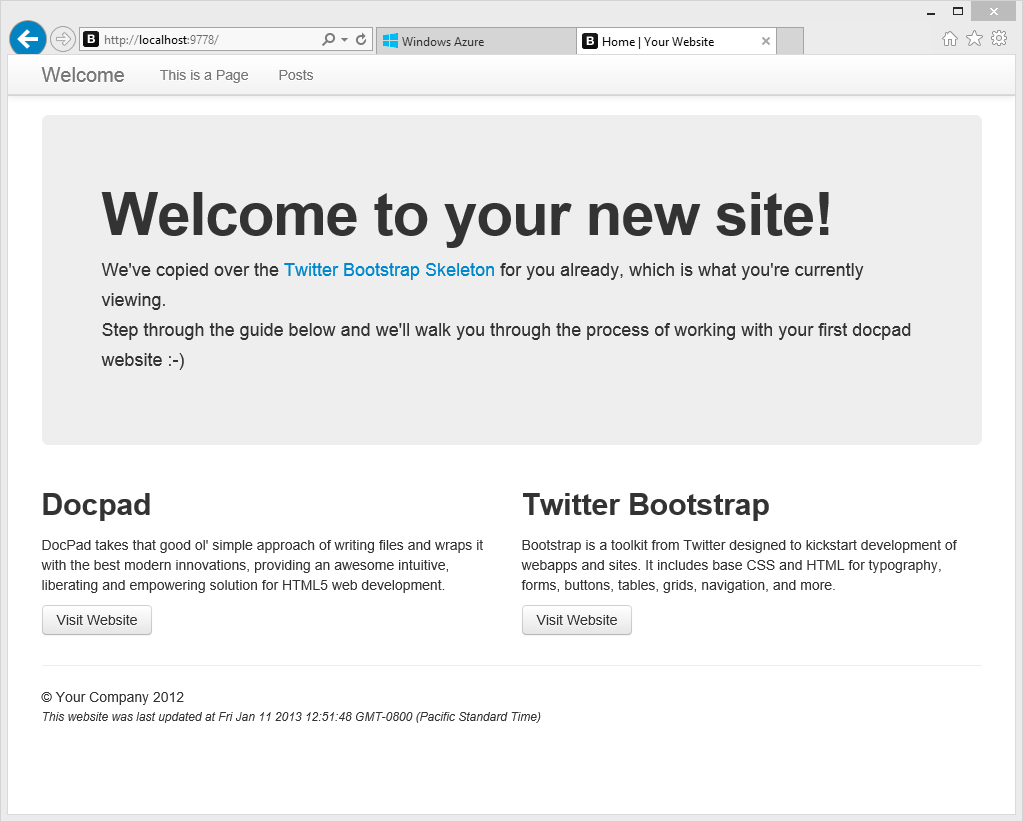 B http://localhost:9778/
Windows Azure
B Home | Your Website
Welcome This is a Page Posts
Welcome to your new site!
We've copied over the Twitter Bootstrap Skeleton for you already, which is what you're currently
viewing.
Step through the guide below and we'll walk you through the process of working with your first docpad
website :-)
Docpad
DocPad takes that good ol' simple approach of writing files and wraps it
with the best modern innovations, providing an awesome intuitive,
liberating and empowering solution for HTML5 web development.
Visit Website
Twitter Bootstrap
Bootstrap is a toolkit from Twitter designed to kickstart development of
webapps and sites. It includes base CSS and HTML for typography,
forms, buttons, tables, grids, navigation, and more.
Visit Website
© Your Company 2012
This website was last updated at Fri Jan 11 2013 12:51:48 GMT-0800 (Pacific Standard Time)